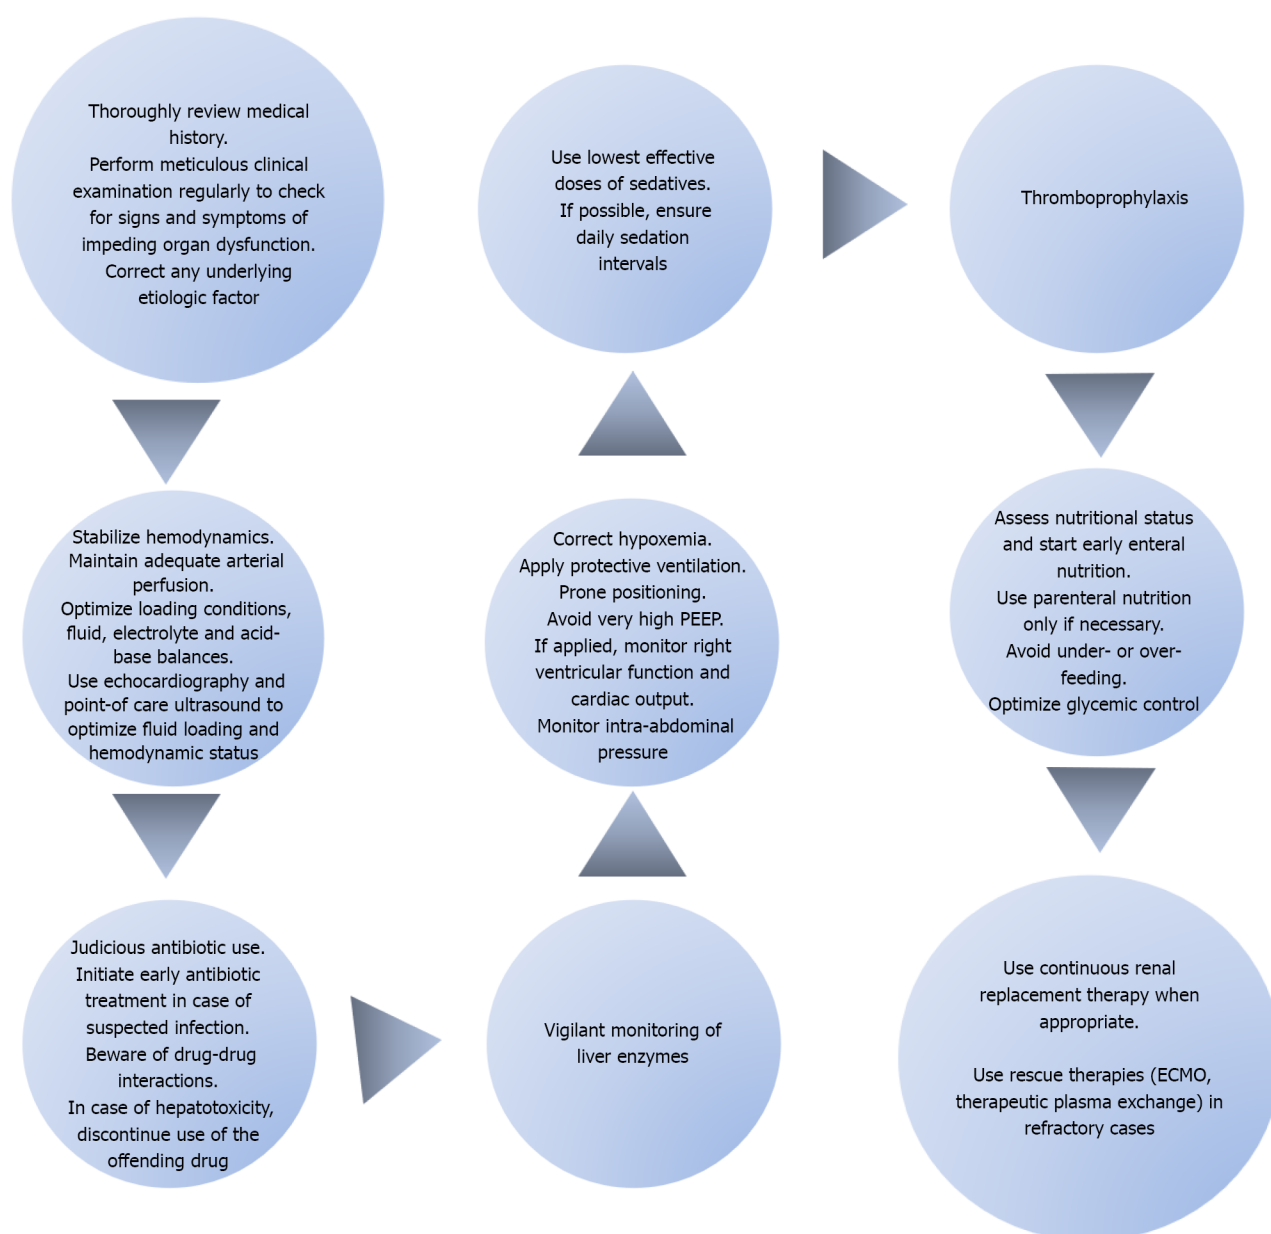 Thoroughly review medical
history.
Perform meticulous clinical
examination regularly to check
for signs and symptoms of
impeding organ dysfunction.
Correct any underlying
etiologic factor
Stabilize hemodynamics.
Maintain adequate arterial
perfusion.
Optimize loading conditions,
fluid, electrolyte and acid-
base balances.
Use echocardiography and
point-of care ultrasound to
optimize fluid loading and
hemodynamic status
Judicious antibiotic use.
Initiate early antibiotic
treatment in case of
suspected infection.
Beware of drug-drug
interactions.
In case of hepatotoxicity,
discontinue use of the
offending drug
Vigilant monitoring of
liver enzymes
Correct hypoxemia.
Apply protective ventilation.
Prone positioning.
Avoid very high PEEP.
If applied, monitor right
ventricular function and
cardiac output.
Monitor intra-abdominal
pressure
Use lowest effective
doses of sedatives.
If possible, ensure
daily sedation
intervals
Thromboprophylaxis
Assess nutritional status
and start early enteral
nutrition.
Use parenteral nutrition
only if necessary.
Avoid under- or over-
feeding.
Optimize glycemic control
Use continuous renal
replacement therapy when
appropriate.
Use rescue therapies (ECMO,
therapeutic plasma exchange) in
refractory cases